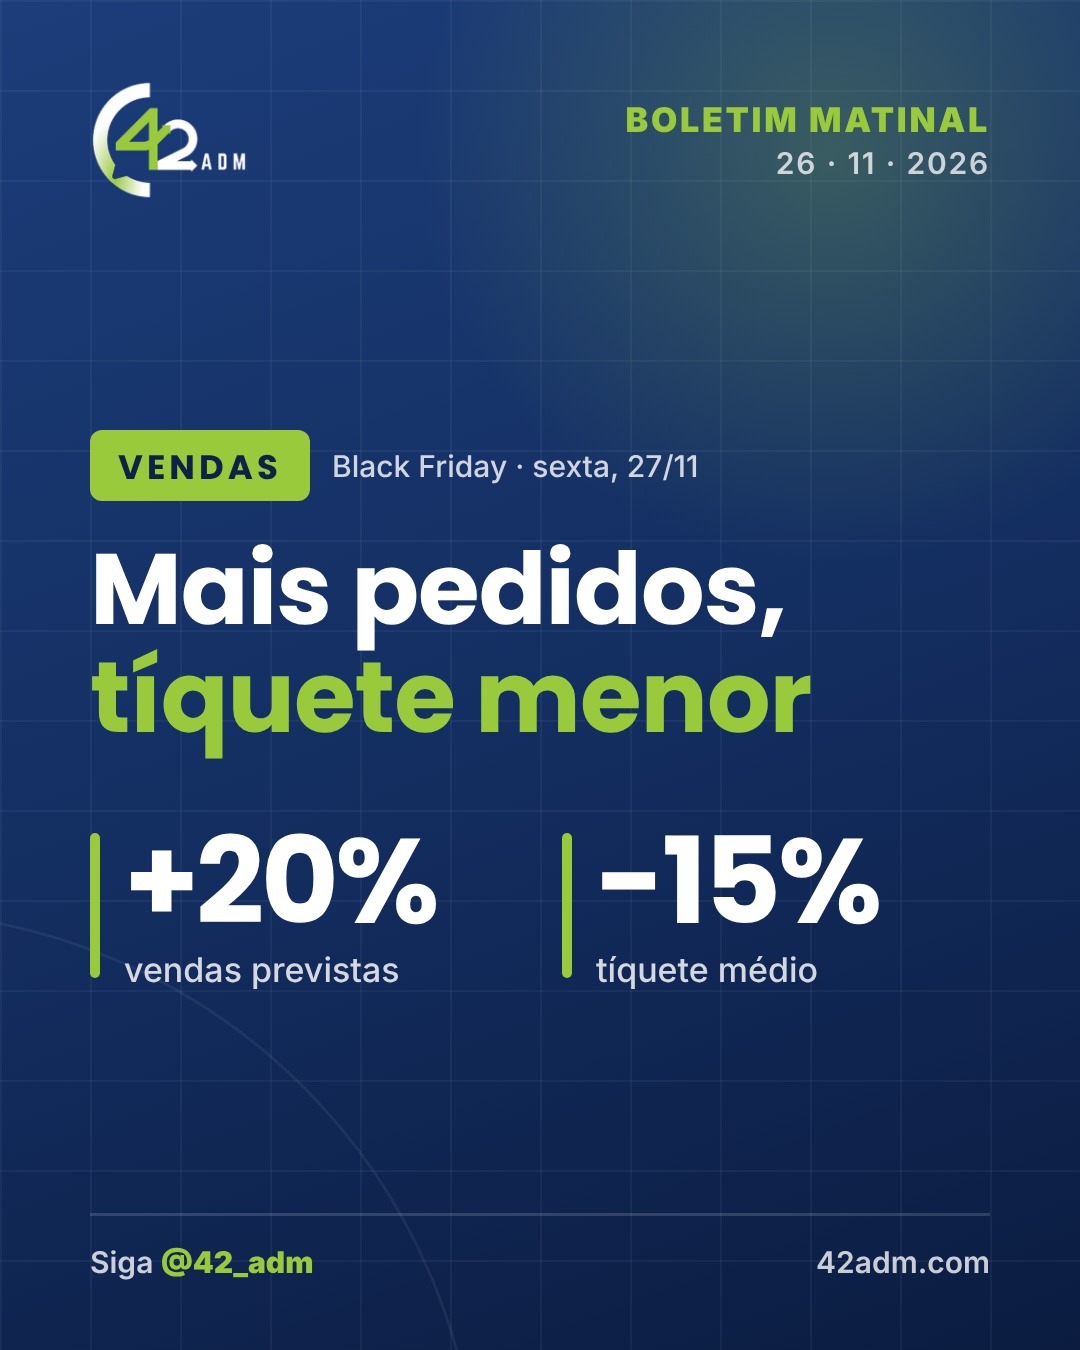 42 ADM
BOLETIM MATINAL
26 · 11 · 2026
VENDAS
Black Friday · sexta, 27/11
Mais pedidos,
tíquete menor
+20%
vendas previstas
-15%
tíquete médio
Siga @42_adm
42adm.com